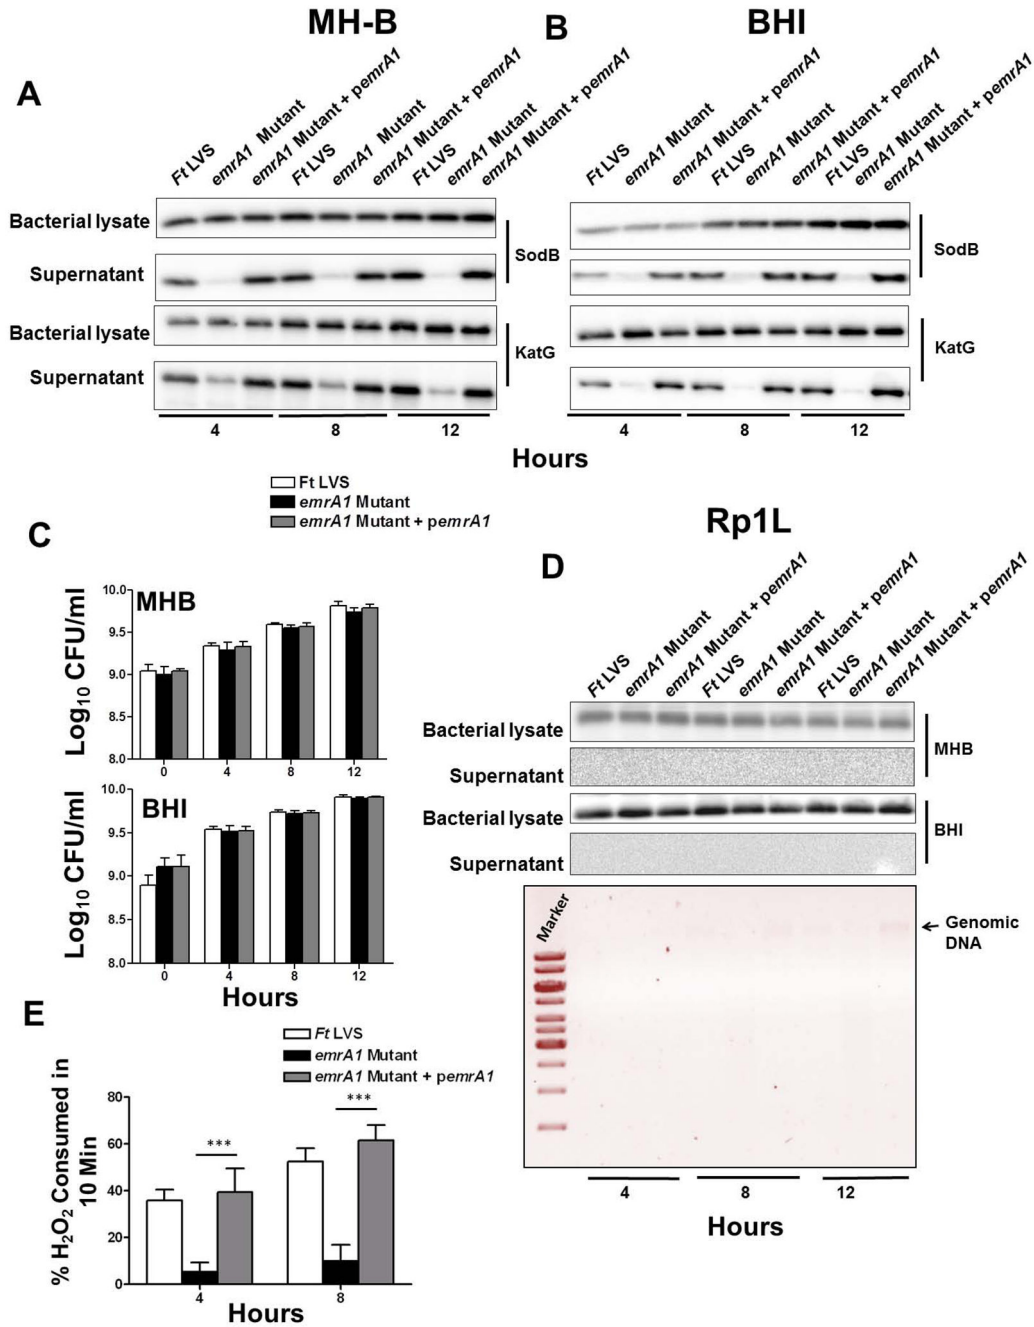 MH-B
B
BHI
A
Ft LVS
emrA1 Mutant
emrA1 Mutant + pemrA1
Ft LVS
emrA1 Mutant
emrA1 Mutant + pemrA1
Ft LVS
emrA1 Mutant
emrA1 Mutant + pemrA1
Ft LVS
emrA1 Mutant
emrA1 Mutant + pemrA1
Ft LVS
emrA1 Mutant
emrA1 Mutant + pemrA1
Ft LVS
emrA1 Mutant
emrA1 Mutant + pemrA1
Bacterial lysate
Supernatant
SodB
SodB
Bacterial lysate
Supernatant
KatG
KatG
4
8
12
4
8
12
Hours
Ft LVS
emrA1 Mutant
emrA1 Mutant + pemrA1
C
MHB
Log10 CFU/ml
10.0
9.5
9.0
8.5
8.0
0
4
8
12
BHI
Log10 CFU/ml
10.0
9.5
9.0
8.5
8.0
0
4
8
12
Hours
Rp1L
D
Ft LVS
emrA1 Mutant
emrA1 Mutant + pemrA1
Ft LVS
emrA1 Mutant
emrA1 Mutant + pemrA1
Ft LVS
emrA1 Mutant
emrA1 Mutant + pemrA1
Bacterial lysate
Supernatant
MHB
Bacterial lysate
Supernatant
BHI
Marker
Genomic
DNA
4
8
12
Hours
E
Ft LVS
emrA1 Mutant
emrA1 Mutant + pemrA1
% H2O2 Consumed in
10 Min
80
60
40
20
0
***
***
4
8
Hours